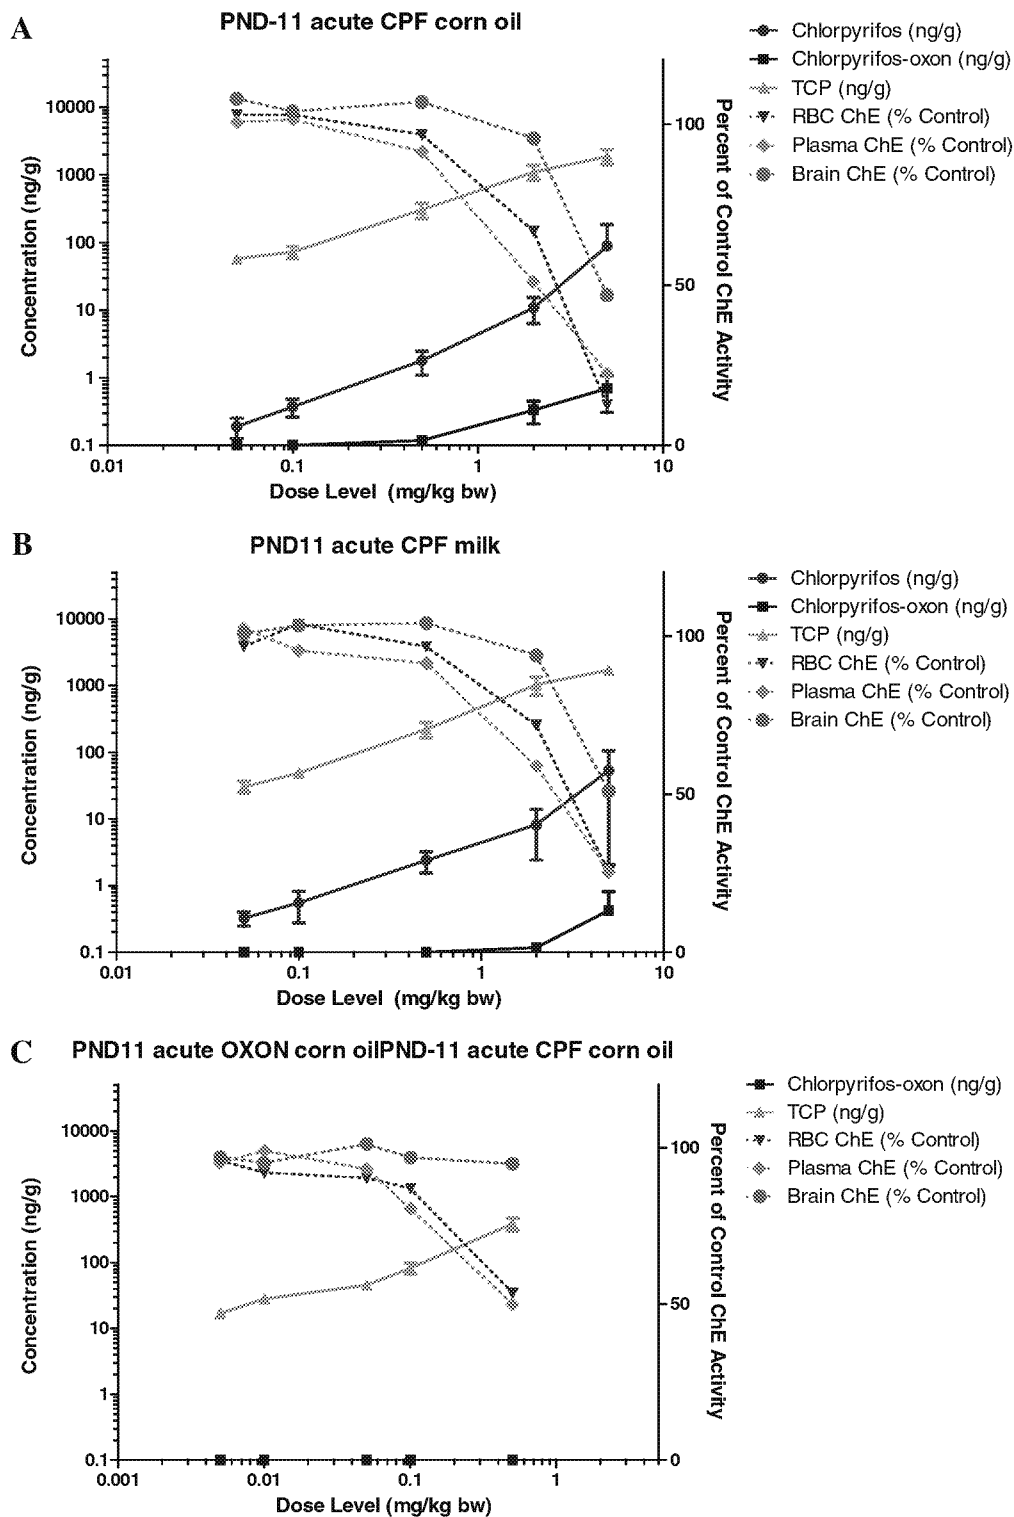 A
PND-11 acute CPF corn oil
Chlorpyrifos (ng/g)
Chlorpyrifos-oxon (ng/g)
TCP (ng/g)
RBC ChE (% Control)
Plasma ChE (% Control)
Brain ChE (% Control)
Concentration (ng/g)
10000
1000
100
10
1
0.1
Percent of Control ChE Activity
100
50
0
0.01
0.1
1
10
Dose Level (mg/kg bw)
B
PND11 acute CPF milk
Chlorpyrifos (ng/g)
Chlorpyrifos-oxon (ng/g)
TCP (ng/g)
RBC ChE (% Control)
Plasma ChE (% Control)
Brain ChE (% Control)
Concentration (ng/g)
10000
1000
100
10
1
0.1
Percent of Control ChE Activity
100
50
0
0.01
0.1
1
10
Dose Level (mg/kg bw)
C
PND11 acute OXON corn oilPND-11 acute CPF corn oil
Chlorpyrifos-oxon (ng/g)
TCP (ng/g)
RBC ChE (% Control)
Plasma ChE (% Control)
Brain ChE (% Control)
Concentration (ng/g)
10000
1000
100
10
1
0.1
Percent of Control ChE Activity
100
50
0
0.001
0.01
0.1
1
Dose Level (mg/kg bw)